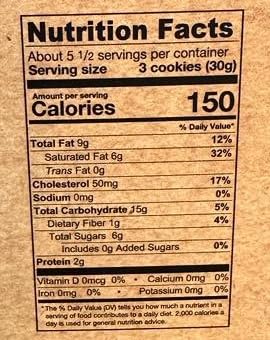 Nutrition Facts
About 5 1/2 servings per container
Serving size 3 cookies (30g)
Amount per serving
Calories 150
% Daily Value*
Total Fat 9g 12%
Saturated Fat 6g 32%
Trans Fat 0g
Cholesterol 50mg 17%
Sodium 0mg 0%
Total Carbohydrate 15g 5%
Dietary Fiber 1g 4%
Total Sugars 6g
Includes 0g Added Sugars 0%
Protein 2g
Vitamin D 0mcg 0% • Calcium 0mg 0%
Iron 0mg 0% • Potassium 0mg 0%
*The % Daily Value (DV) tells you how much a nutrient in a
serving of food contributes to a daily diet. 2,000 calories a
day is used for general nutrition advice.